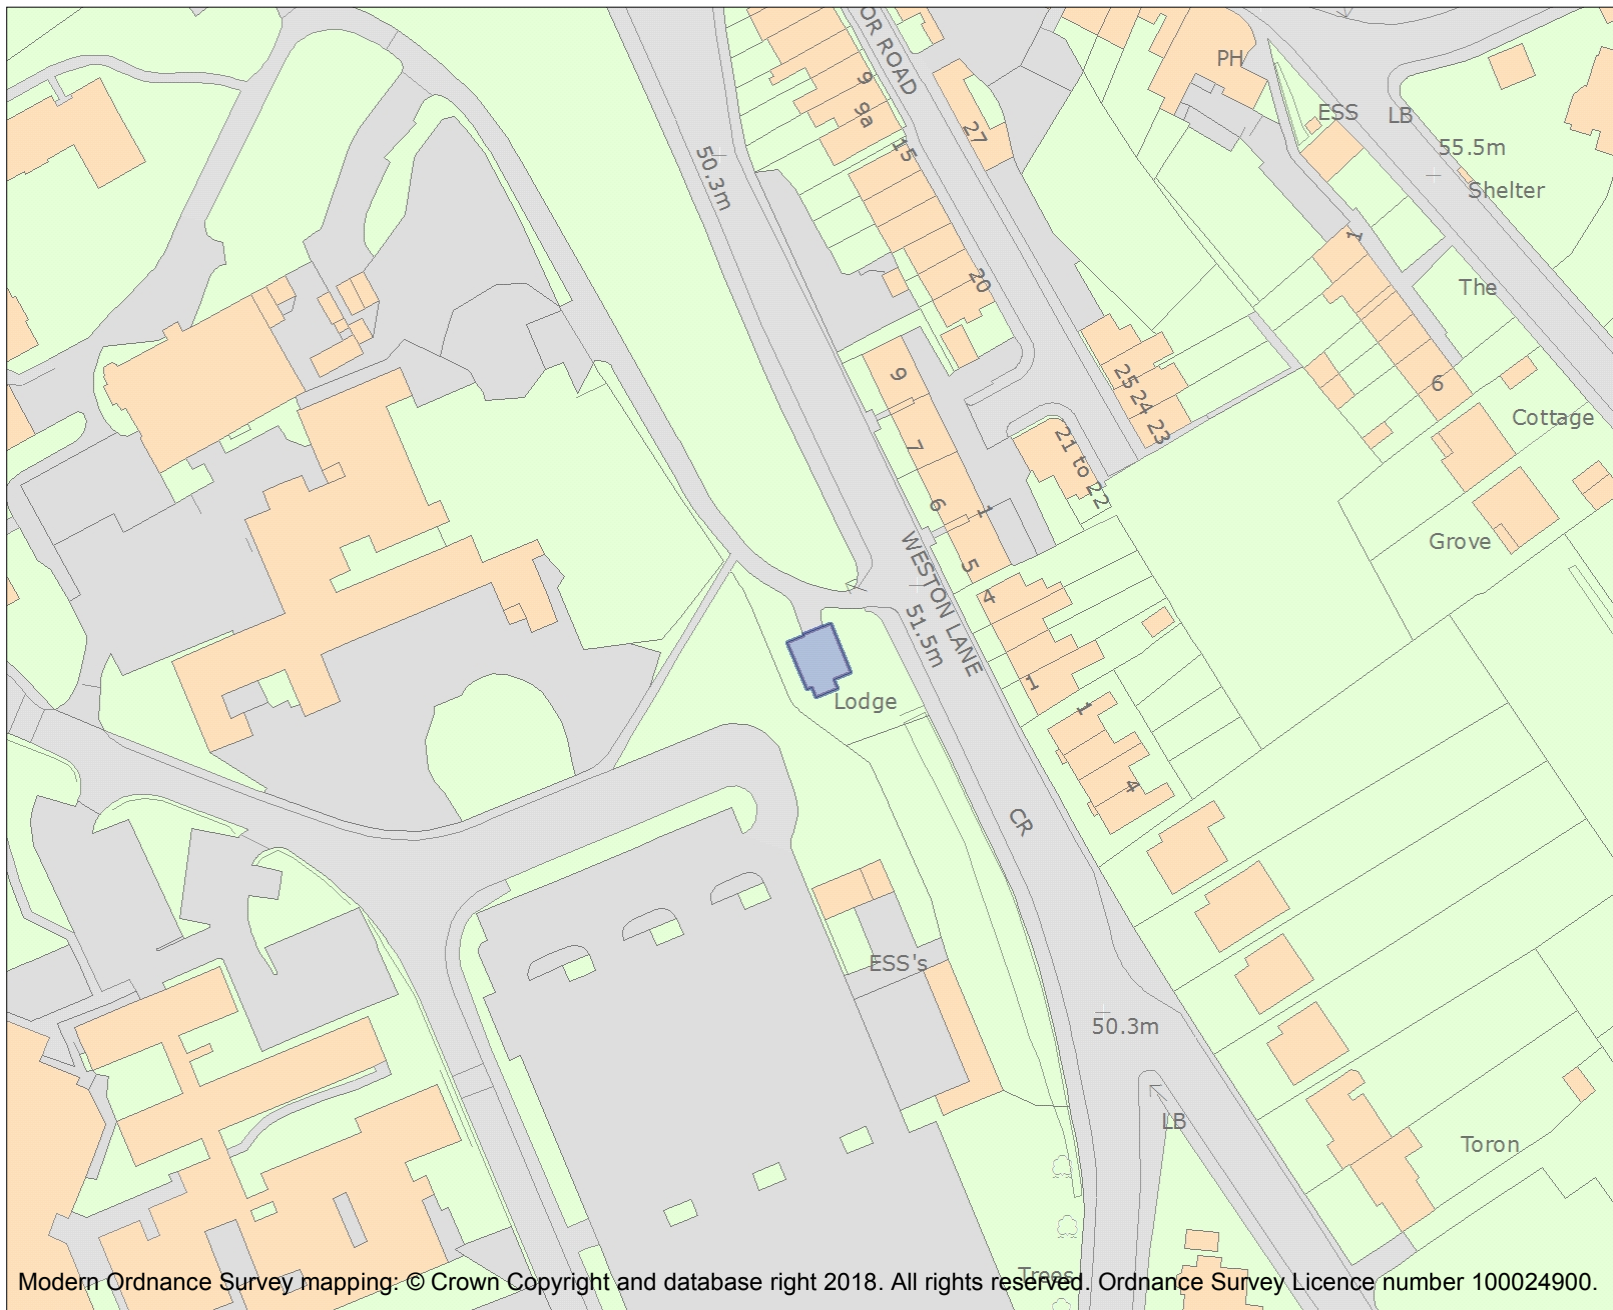 OR ROAD
PH
9
9a
ESS
LB
27
55.5m
15
50.3m
Shelter
1
20
The
9
25 24 23
6
Cottage
7
21 to 22
6
1
Grove
WESTON LANE
5
4
51.5m
1
Lodge
1
4
CR
ESS's
50.3m
LB
Toron
Trees
Modern Ordnance Survey mapping: © Crown Copyright and database right 2018. All rights reserved. Ordnance Survey Licence number 100024900.